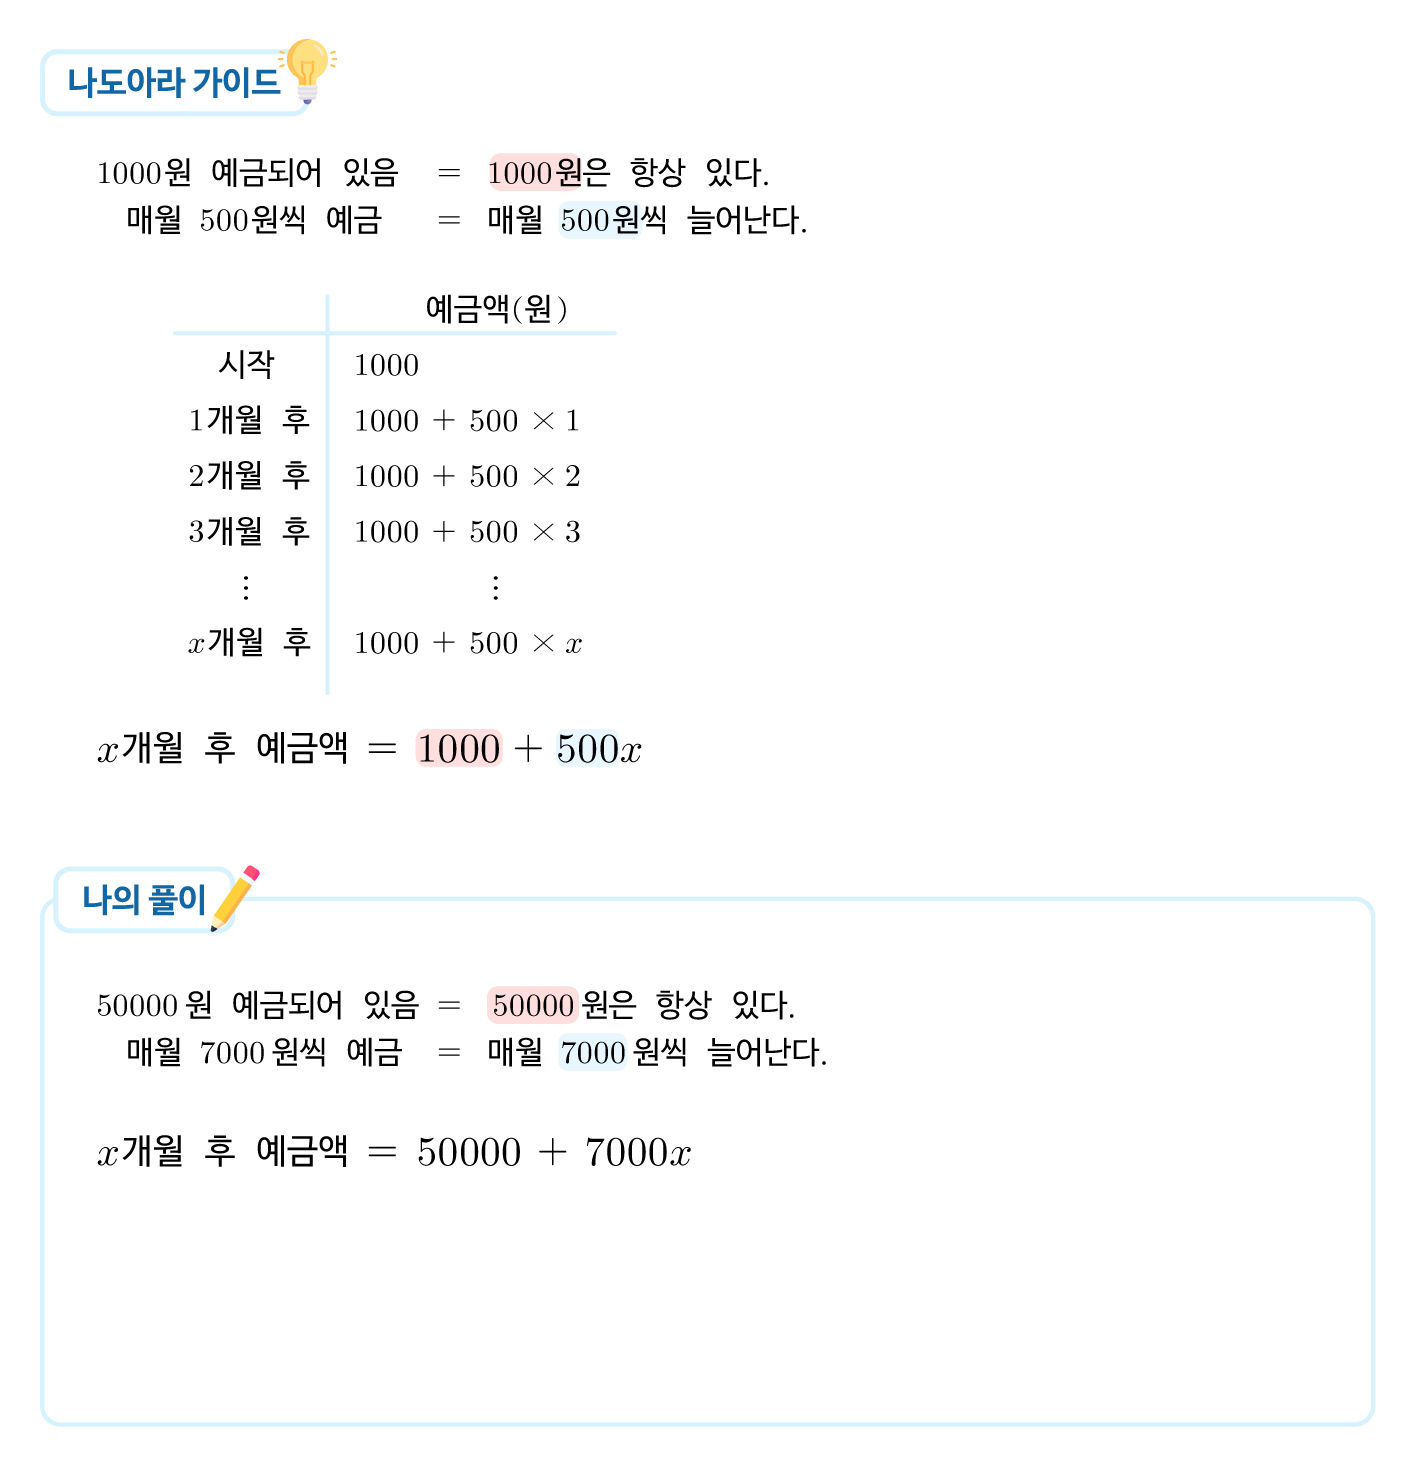 나도아라 가이드
1000원 예금되어 있음 = 1000원은 항상 있다.
매월 500원씩 예금 = 매월 500원씩 늘어난다.
예금액(원)
시작 1000
1개월 후 1000 + 500 × 1
2개월 후 1000 + 500 × 2
3개월 후 1000 + 500 × 3
⋮ ⋮
x개월 후 1000 + 500 × x
x개월 후 예금액 = 1000 + 500x
나의 풀이
50000원 예금되어 있음 = 50000원은 항상 있다.
매월 7000원씩 예금 = 매월 7000원씩 늘어난다.
x개월 후 예금액 = 50000 + 7000x